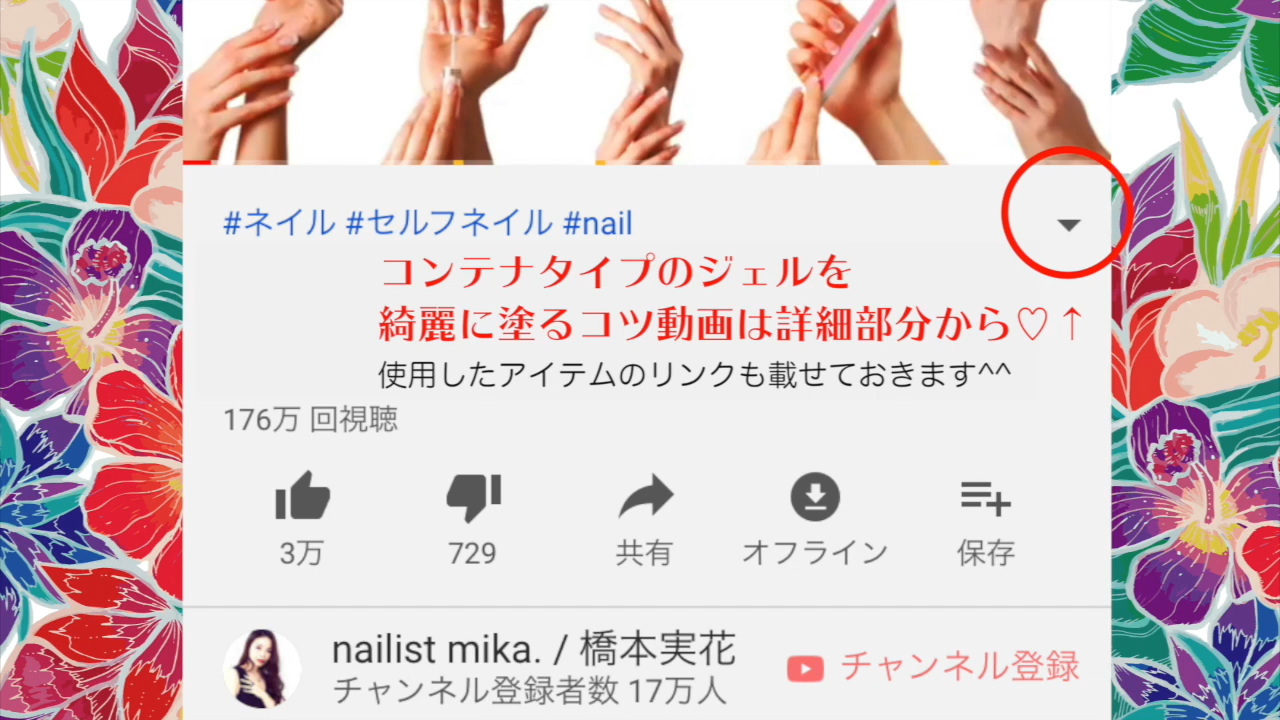 #ネイル #セルフネイル #nail
コンテナタイプのジェルを
綺麗に塗るコツ動画は詳細部分から♡↑
使用したアイテムのリンクも載せておきます^^
176万 回視聴
3万 729 共有 オフライン 保存
nailist mika. / 橋本実花
チャンネル登録者数 17万人
チャンネル登録